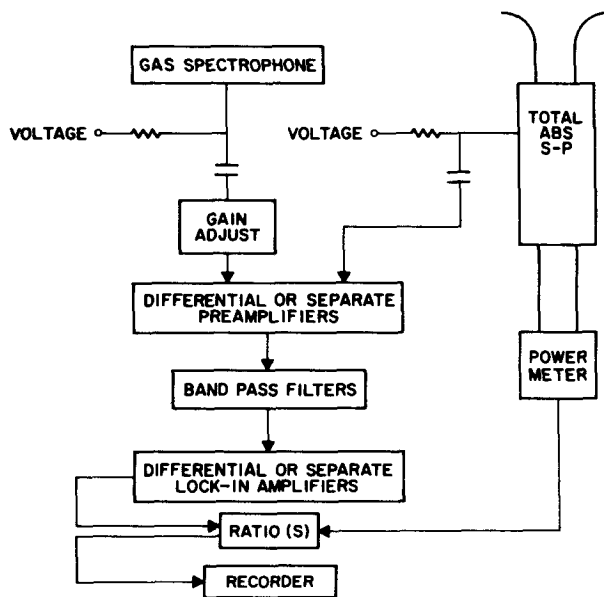 GAS SPECTROPHONE
VOLTAGE
VOLTAGE
TOTAL
ABS
S-P
GAIN
ADJUST
DIFFERENTIAL OR SEPARATE
PREAMPLIFIERS
POWER
METER
BAND PASS FILTERS
DIFFERENTIAL OR SEPARATE
LOCK-IN AMPLIFIERS
RATIO (S)
RECORDER